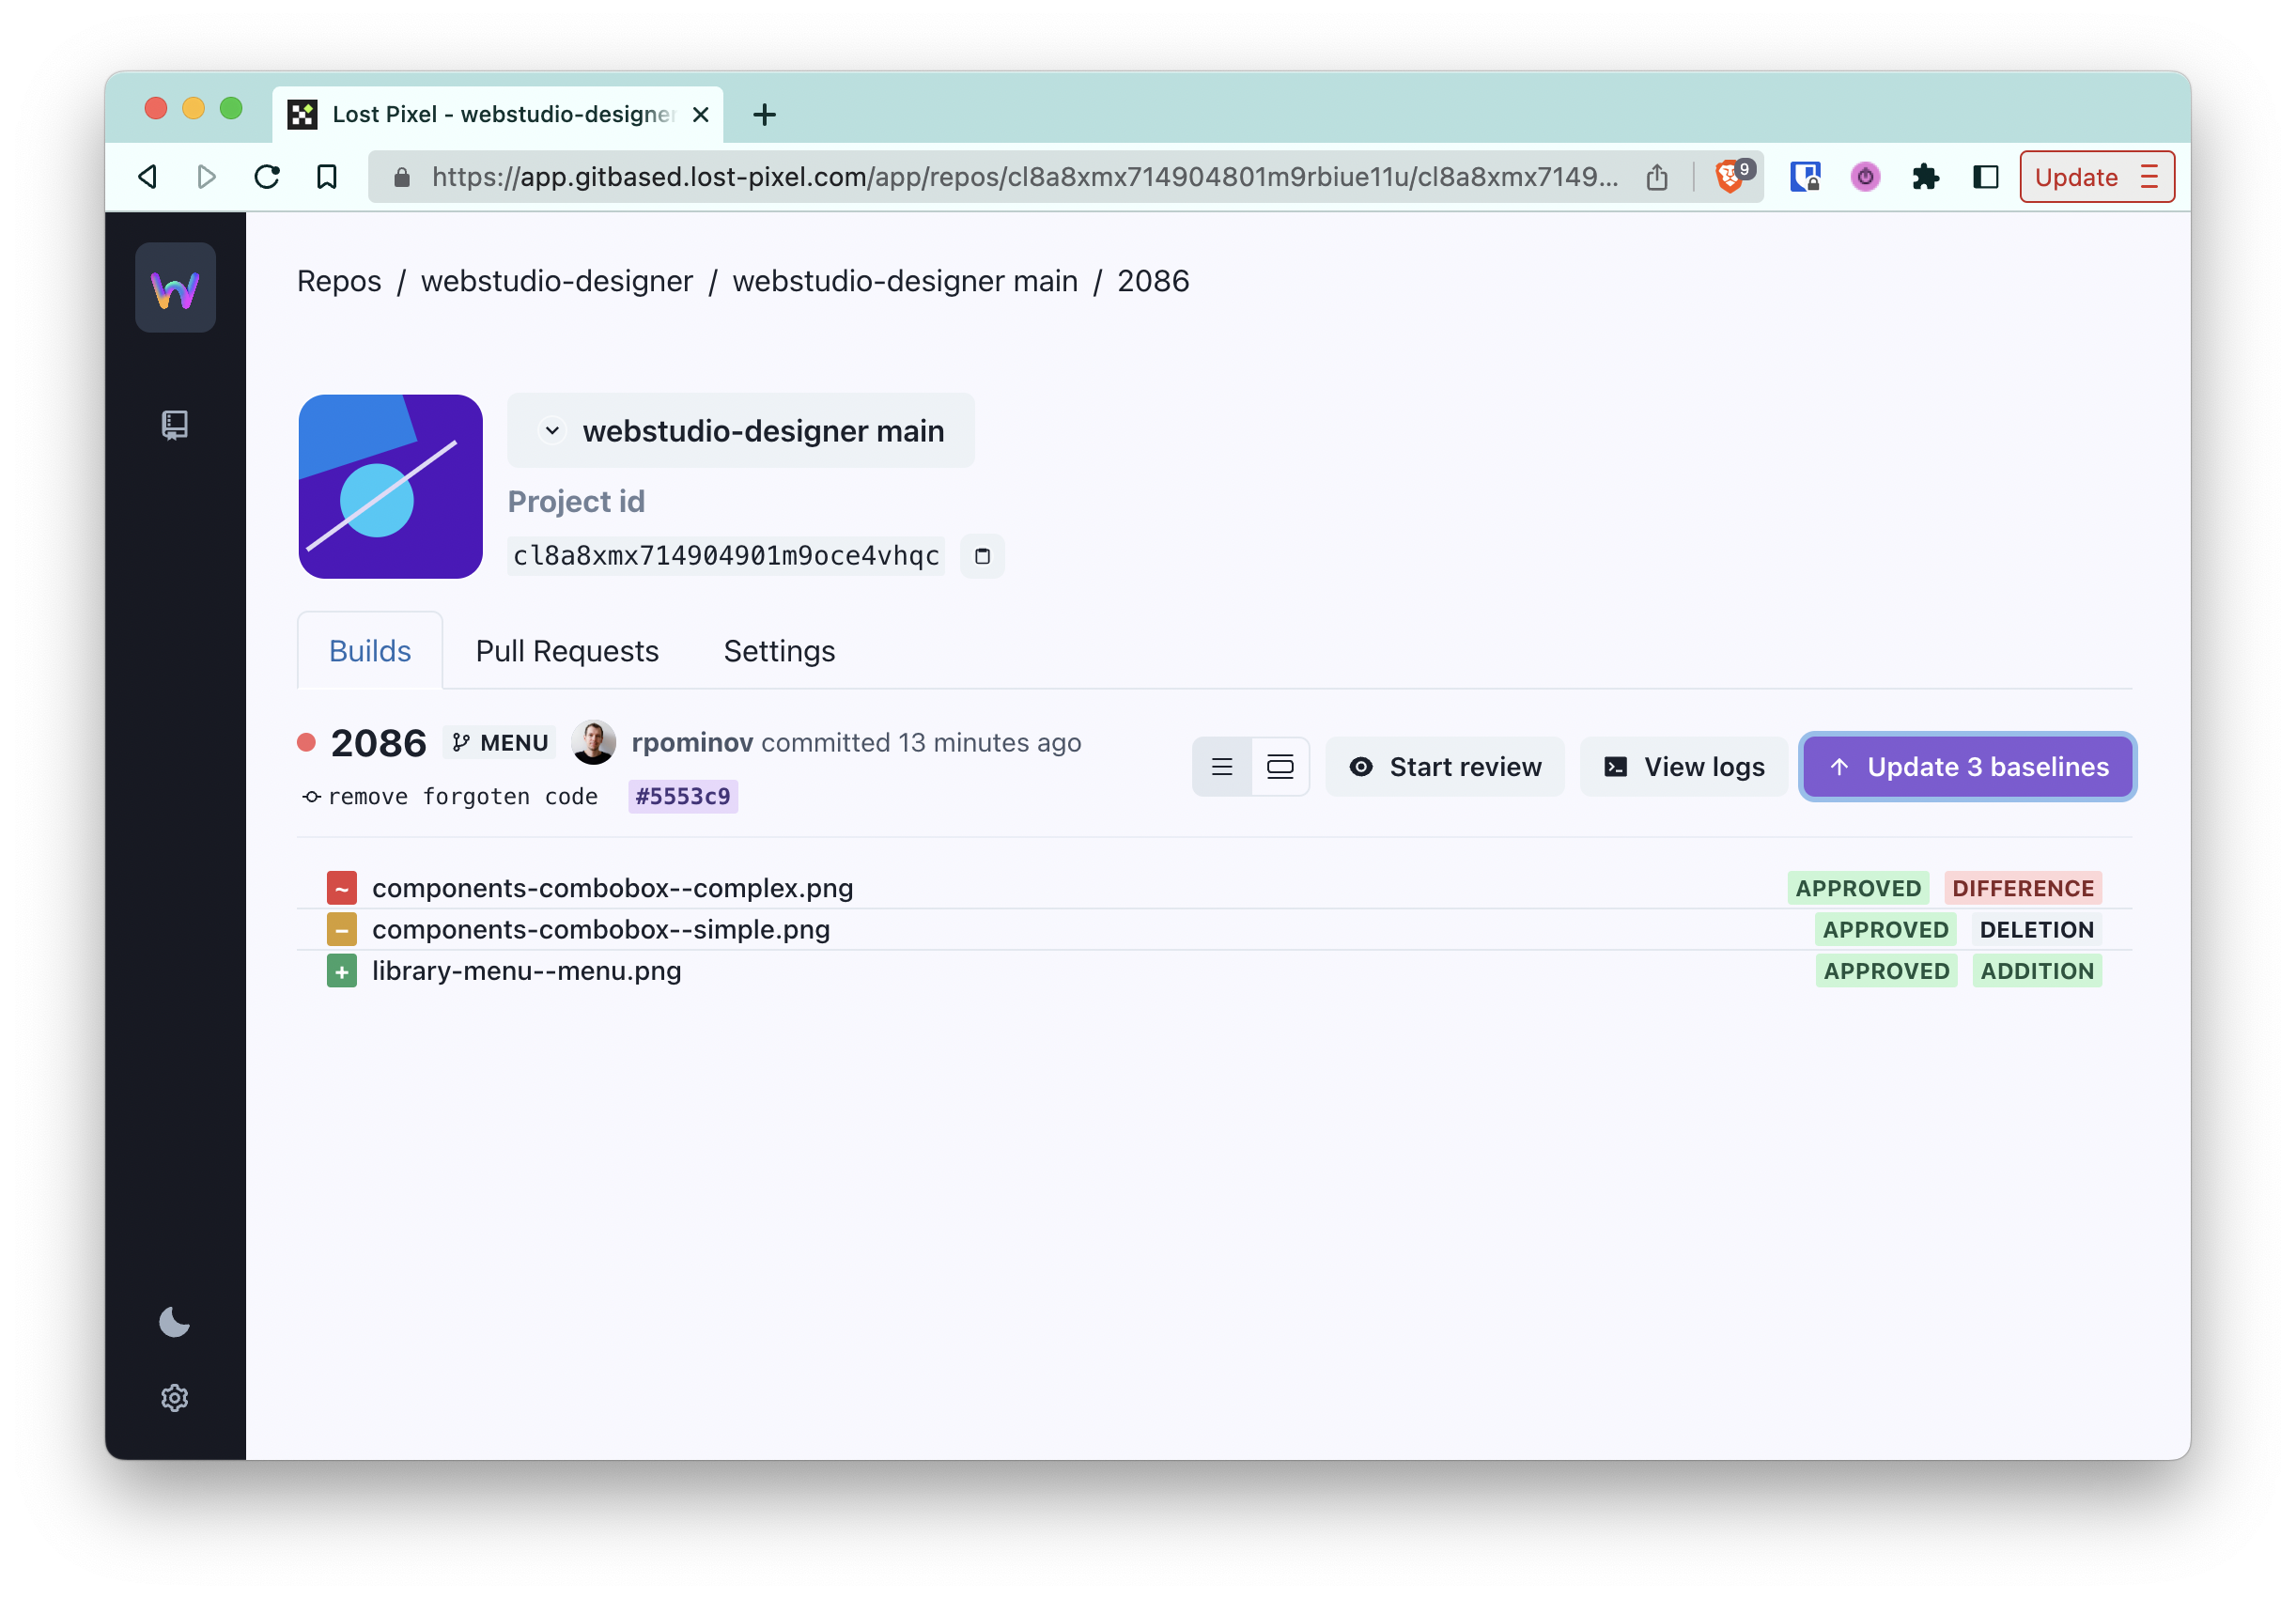 Lost Pixel - webstudio-designer
https://app.gitbased.lost-pixel.com/app/repos/cl8a8xmx714904801m9rbiue11u/cl8a8xmx7149...
9
Update
Repos / webstudio-designer / webstudio-designer main / 2086
webstudio-designer main
Project id
cl8a8xmx714904901m9oce4vhqc
Builds
Pull Requests
Settings
2086 MENU rpominov committed 13 minutes ago
remove forgoten code #5553c9
Start review
View logs
Update 3 baselines
~ components-combobox--complex.png APPROVED DIFFERENCE
− components-combobox--simple.png APPROVED DELETION
+ library-menu--menu.png APPROVED ADDITION